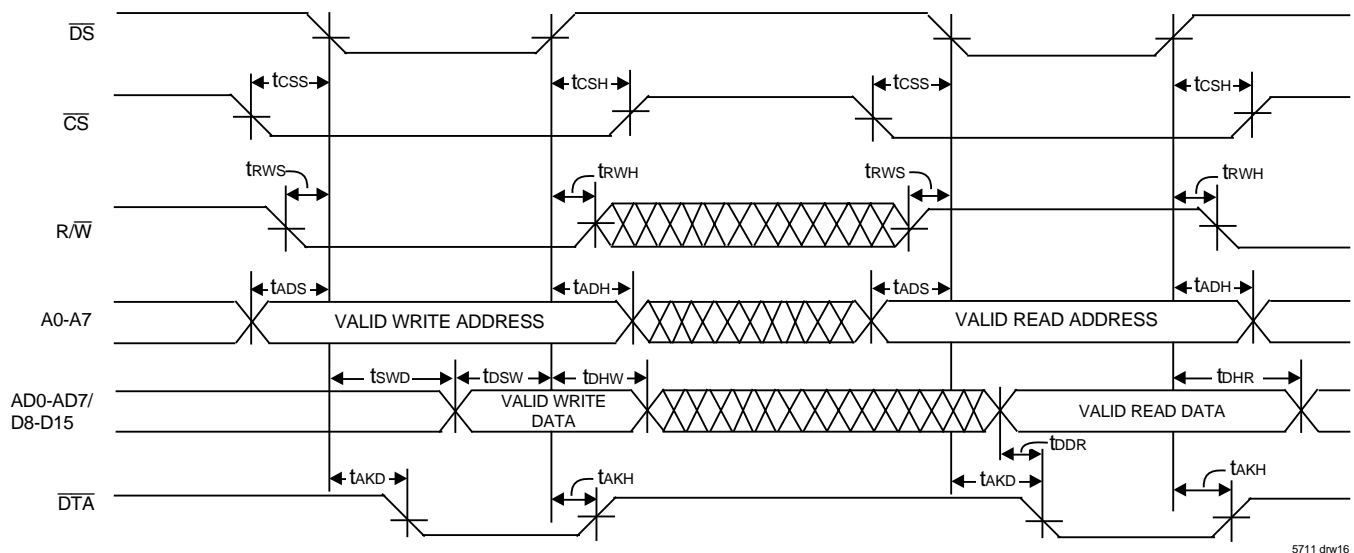 DS
tCSS
tCSH
tCSS
tCSH
CS
tRWS
tRWH
tRWS
tRWH
R/W
tADS
tADH
tADS
tADH
A0-A7
VALID WRITE ADDRESS
VALID READ ADDRESS
tSWD
tDSW
tDHW
tDHR
AD0-AD7/
D8-D15
VALID WRITE
DATA
VALID READ DATA
tDDR
tAKD
tAKH
tAKD
tAKH
DTA
5711 drw16